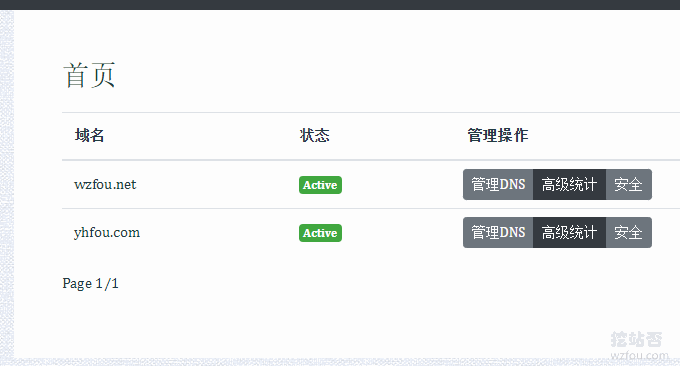 首页
域名 状态 管理操作
wzfou.net Active 管理DNS 高级统计 安全
yhfou.com Active 管理DNS 高级统计 安全
Page 1/1
挖站否
wzfou.com